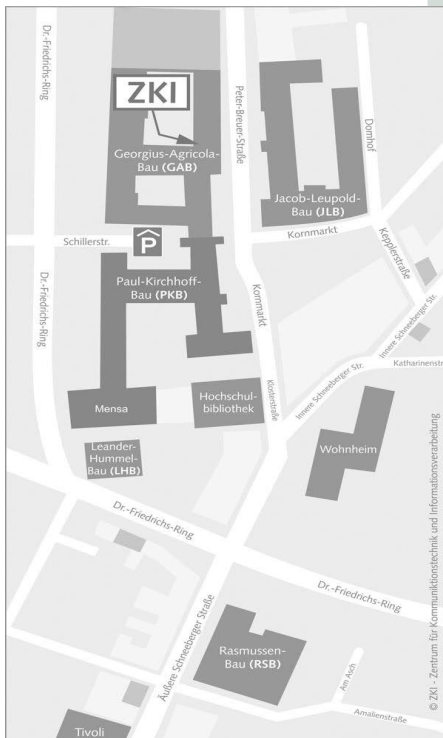 Dr.-Friedrichs-Ring
ZKI
Peter-Breuer-Straße
Domhof
Georgius-Agricola-
Bau (GAB)
Jacob-Leupold-
Bau (JLB)
Schillerstr.
P
Kornmarkt
Kepplerstraße
Dr.-Friedrichs-Ring
Paul-Kirchhoff-
Bau (PKB)
Kornmarkt
Innere Schneeberger Str.
Katharinenstr
Mensa
Hochschul-
bibliothek
Klosterstraße
Innere Schneeberger Str.
Leander-
Hummel-
Bau (LHB)
Wohnheim
Dr.-Friedrichs-Ring
Dr.-Friedrichs-Ring
Äußere Schneeberger Straße
Rasmussen-
Bau (RSB)
Am Asch
Amalienstraße
Tivoli
© ZKI - Zentrum für Kommuniktionstechnik und Informationsverarbeitung